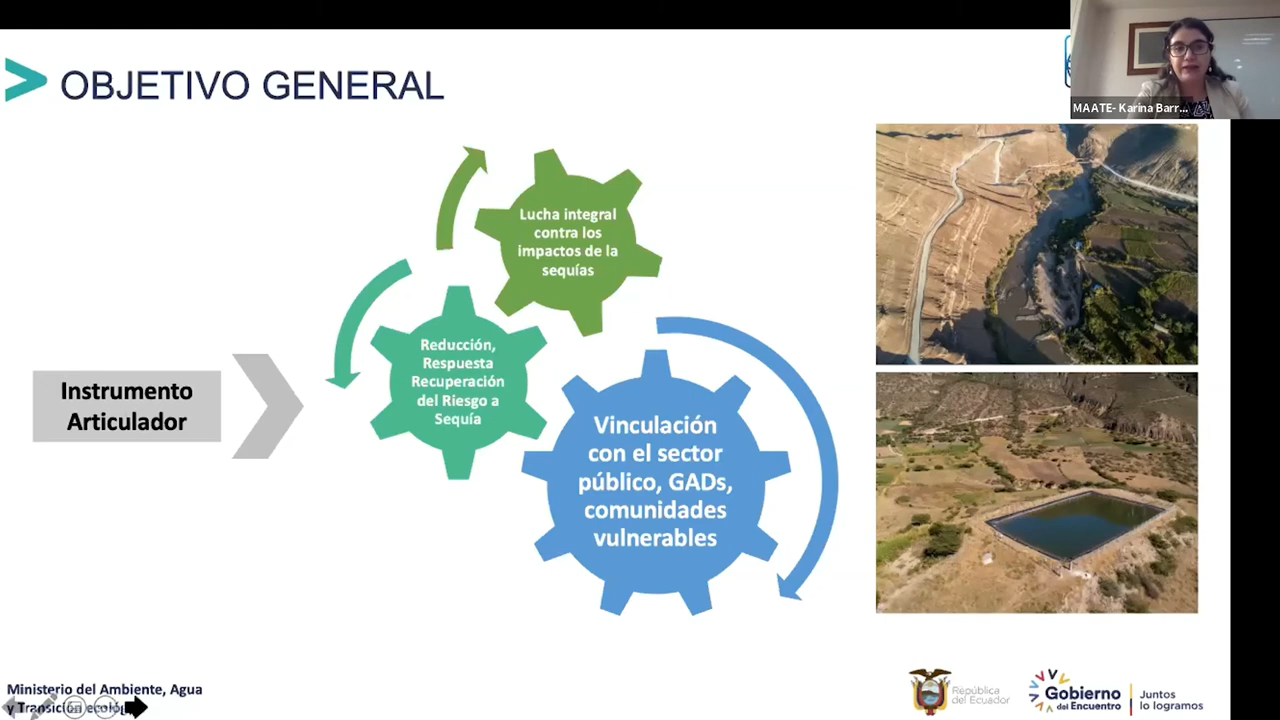 OBJETIVO GENERAL
MAATE- Karina Barr...
Lucha integral
contra los
impactos de la
sequías
Reducción,
Respuesta
Recuperación
del Riesgo a
Sequía
Instrumento
Articulador
Vinculación
con el sector
público, GADs,
comunidades
vulnerables
Ministerio del Ambiente, Agua
y Transición ecológ
República
del Ecuador
Gobierno
del Encuentro
Juntos
lo logramos